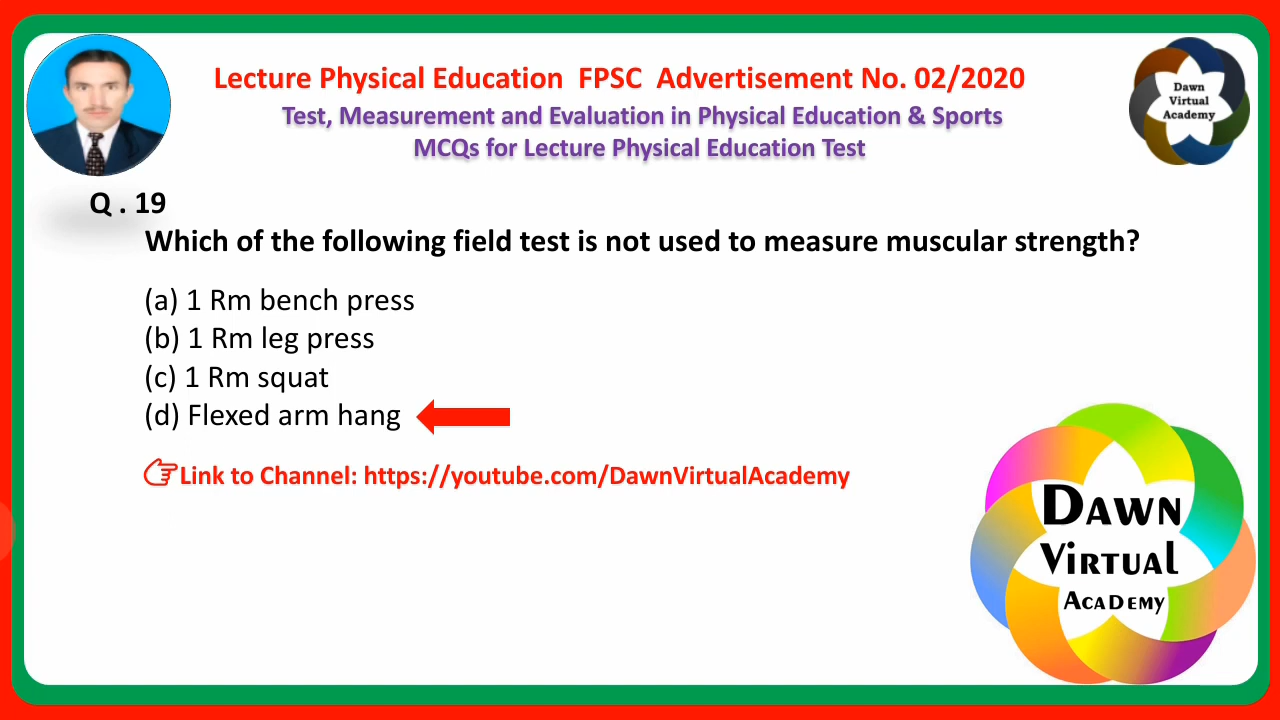 Lecture Physical Education FPSC Advertisement No. 02/2020
Test, Measurement and Evaluation in Physical Education & Sports
MCQs for Lecture Physical Education Test
Dawn
Virtual
Academy
Q . 19
Which of the following field test is not used to measure muscular strength?
(a) 1 Rm bench press
(b) 1 Rm leg press
(c) 1 Rm squat
(d) Flexed arm hang
Link to Channel: https://youtube.com/DawnVirtualAcademy
DAWN
VIRTUAL
ACADEMY